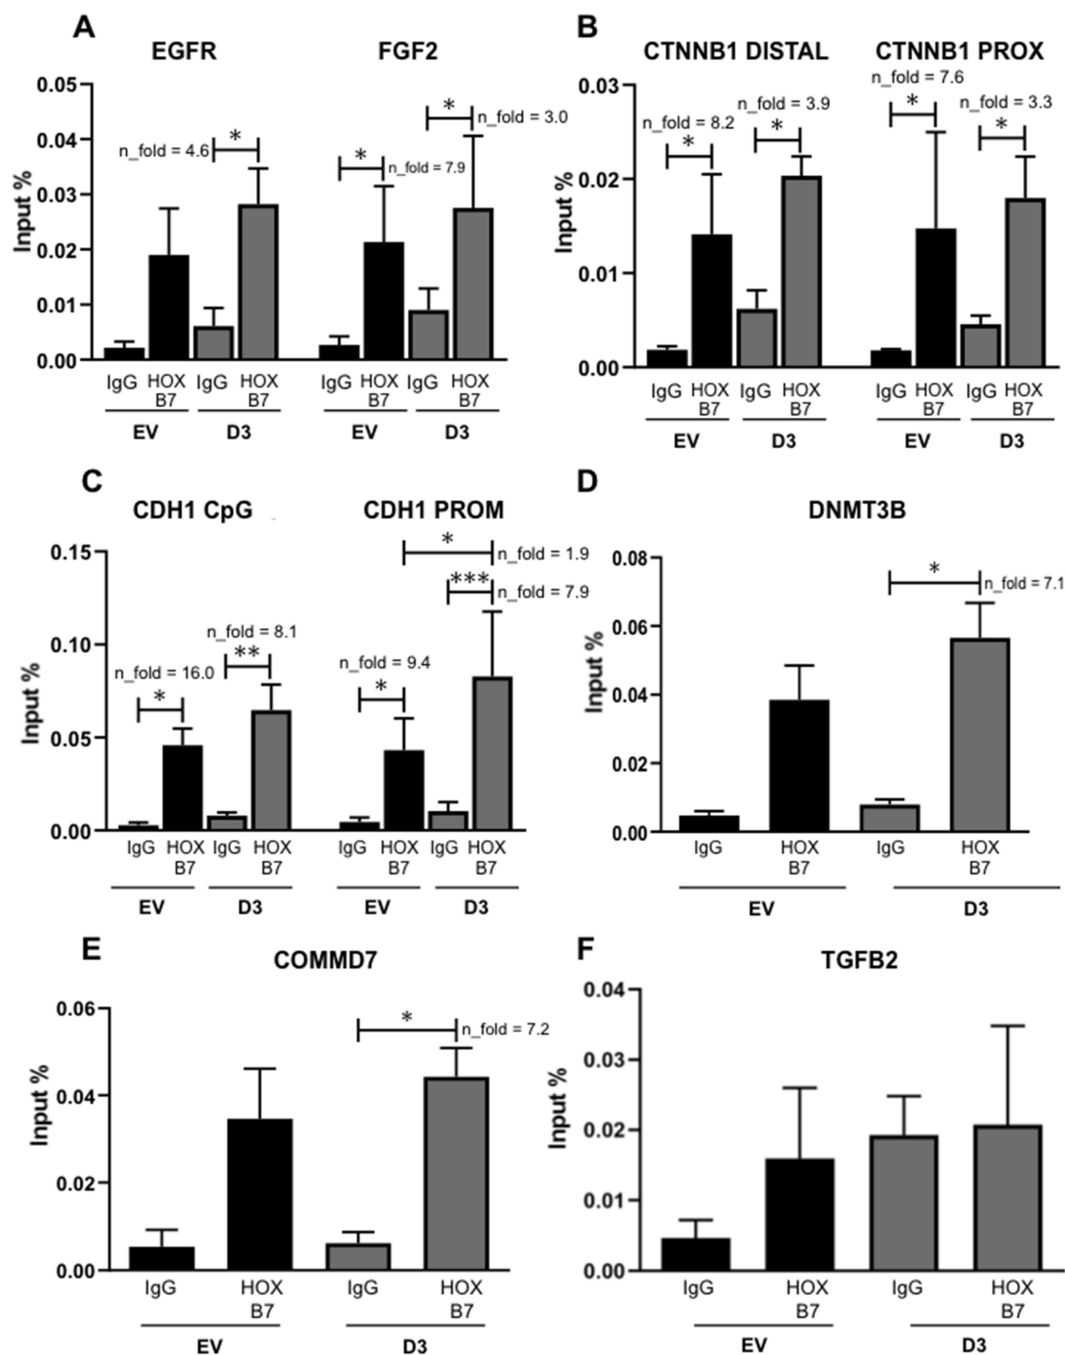 A
EGFR FGF2
Input %
0.05
0.04
0.03
0.02
0.01
0.00
n_fold = 4.6
*
*
n_fold = 7.9
*
n_fold = 3.0
IgG HOX IgG HOX IgG HOX IgG HOX
B7 B7 B7 B7
EV D3 EV D3
B
CTNNB1 DISTAL CTNNB1 PROX
Input %
0.03
0.02
0.01
0.00
n_fold = 8.2
*
n_fold = 3.9
*
n_fold = 7.6
*
n_fold = 3.3
*
IgG HOX IgG HOX IgG HOX IgG HOX
B7 B7 B7 B7
EV D3 EV D3
C
CDH1 CpG CDH1 PROM
Input %
0.15
0.10
0.05
0.00
n_fold = 16.0
*
n_fold = 8.1
**
n_fold = 9.4
*
*
n_fold = 1.9
***
n_fold = 7.9
IgG HOX IgG HOX IgG HOX IgG HOX
B7 B7 B7 B7
EV D3 EV D3
D
DNMT3B
Input %
0.08
0.06
0.04
0.02
0.00
*
n_fold = 7.1
IgG HOX IgG HOX
B7 B7
EV D3
E
COMMD7
Input %
0.06
0.04
0.02
0.00
*
n_fold = 7.2
IgG HOX IgG HOX
B7 B7
EV D3
F
TGFB2
Input %
0.04
0.03
0.02
0.01
0.00
IgG HOX IgG HOX
B7 B7
EV D3